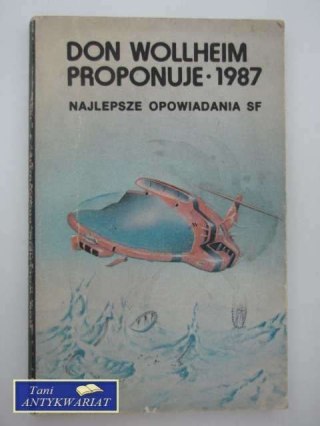 DON WOLLHEIM
PROPONUJE • 1987
NAJLEPSZE OPOWIADANIA SF
Tani
ANTYKWARIAT